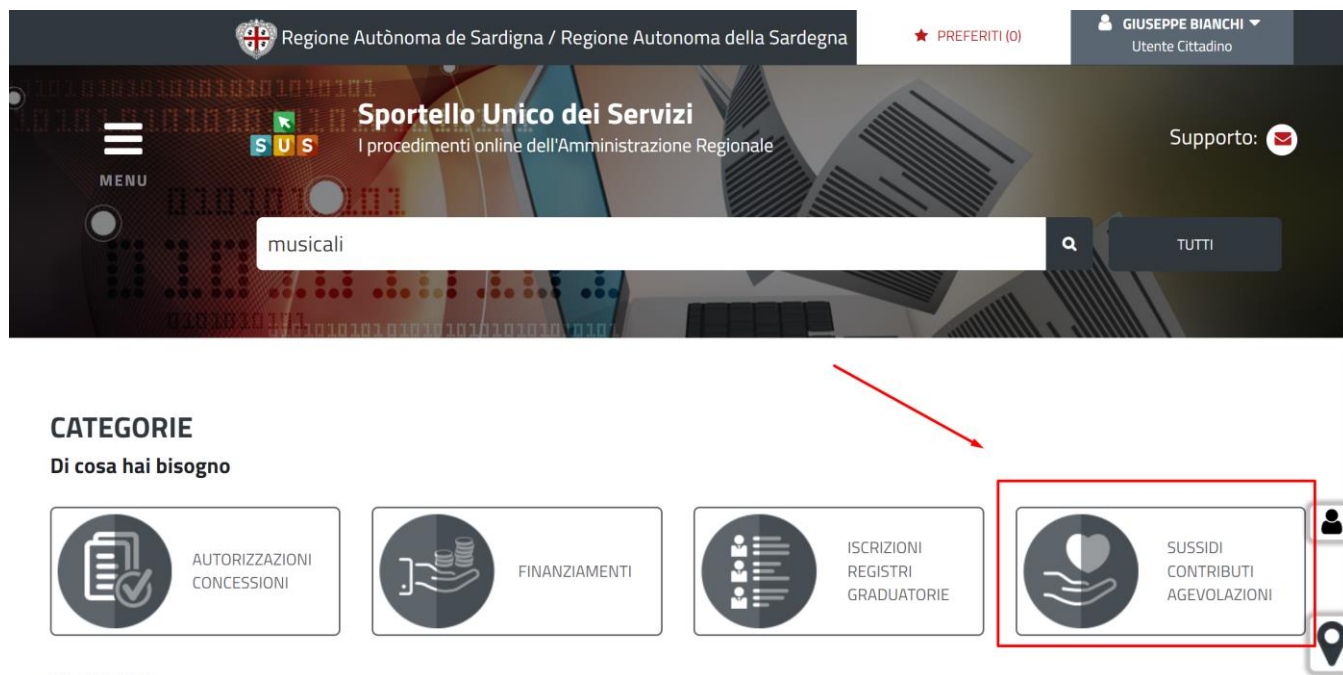 Regione Autònoma de Sardigna / Regione Autonoma della Sardegna
PREFERITI (0)
GIUSEPPE BIANCHI
Utente Cittadino
MENU
SUS
Sportello Unico dei Servizi
I procedimenti online dell'Amministrazione Regionale
Supporto:
musicali
TUTTI
CATEGORIE
Di cosa hai bisogno
AUTORIZZAZIONI
CONCESSIONI
FINANZIAMENTI
ISCRIZIONI
REGISTRI
GRADUATORIE
SUSSIDI
CONTRIBUTI
AGEVOLAZIONI